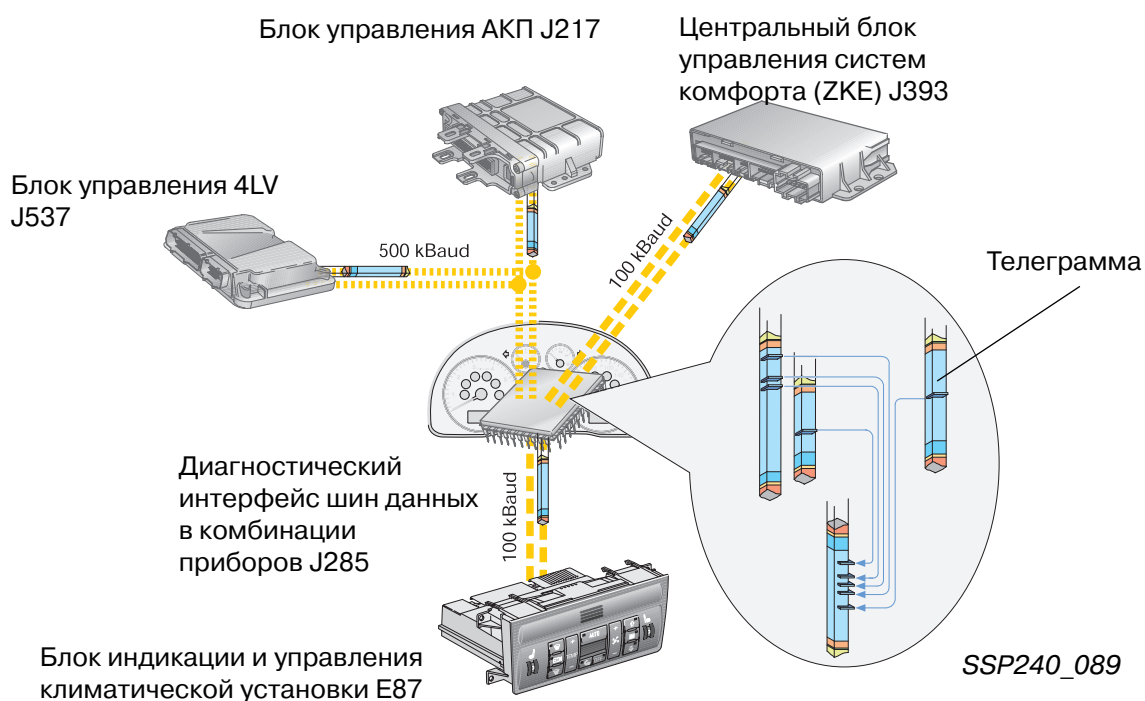 Блок управления АКП J217
Центральный блок
управления систем
комфорта (ZKE) J393
Блок управления 4LV
J537
500 kBaud
100 kBaud
Телеграмма
Диагностический
интерфейс шин данных
в комбинации
приборов J285
100 kBaud
AUTO
Блок индикации и управления
климатической установки E87
SSP240_089